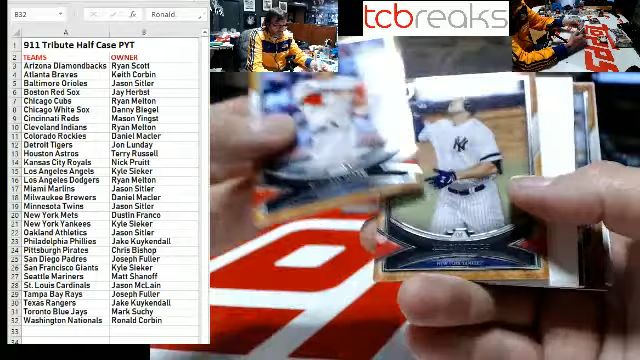 B32
Ronald
A
B
1 911 Tribute Half Case PYT
2 TEAMS OWNER
3 Arizona Diamondbacks Ryan Scott
4 Atlanta Braves Keith Corbin
5 Baltimore Orioles Jason Sitler
6 Boston Red Sox Jay Herbst
7 Chicago Cubs Ryan Melton
8 Chicago White Sox Danny Biegel
9 Cincinnati Reds Mason Yingst
10 Cleveland Indians Ryan Melton
11 Colorado Rockies Daniel Macler
12 Detroit Tigers Jon Lunday
13 Houston Astros Terry Russell
14 Kansas City Royals Nick Pruitt
15 Los Angeles Angels Kyle Sieker
16 Los Angeles Dodgers Ryan Melton
17 Miami Marlins Jason Sitler
18 Milwaukee Brewers Daniel Macler
19 Minnesota Twins Jason Sitler
20 New York Mets Dustin Franco
21 New York Yankees Kyle Sieker
22 Oakland Athletics Jason Sitler
23 Philadelphia Phillies Jake Kuykendall
24 Pittsburgh Pirates Chris Bishop
25 San Diego Padres Joseph Fuller
26 San Francisco Giants Kyle Sieker
27 Seattle Mariners Matt Shanoff
28 St. Louis Cardinals Jason McLain
29 Tampa Bay Rays Joseph Fuller
30 Texas Rangers Jake Kuykendall
31 Toronto Blue Jays Mark Suchy
32 Washington Nationals Ronald Corbin
33
34
tcbreaks
NEW YORK YANKEES